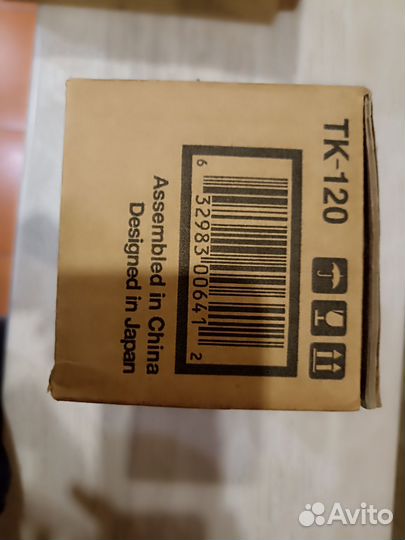 TK-120
6 32983 00641 2
Assembled in China
Designed in Japan
Avito